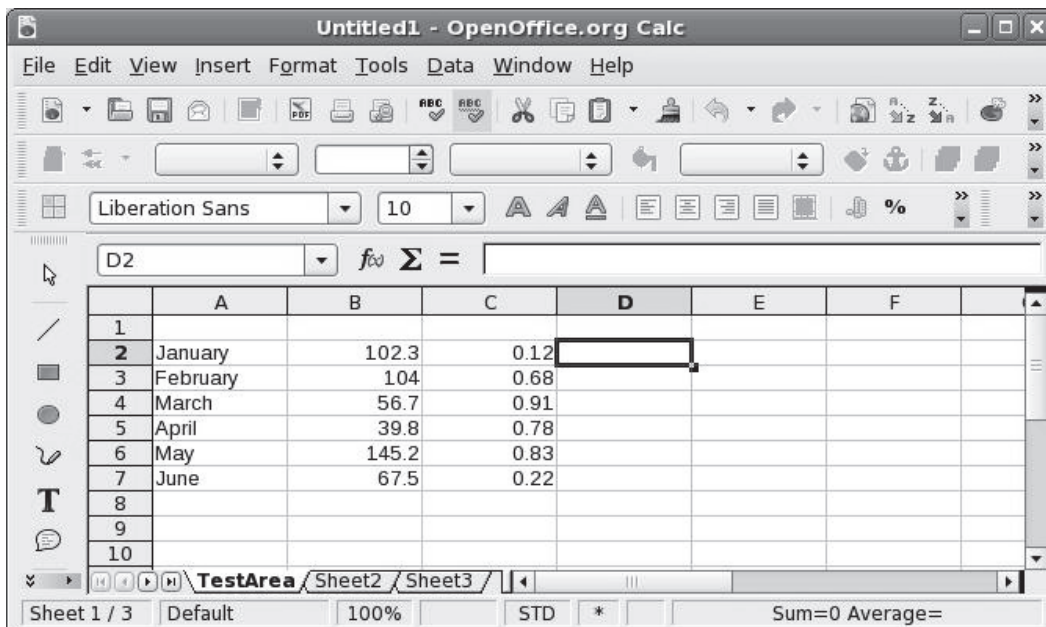 Untitled1 - OpenOffice.org Calc
File Edit View Insert Format Tools Data Window Help
PDF ABC ABC A Z Z A
Liberation Sans 10 A A A %
D2 f(x) Σ =
A B C D E F
1
2 January 102.3 0.12
3 February 104 0.68
4 March 56.7 0.91
5 April 39.8 0.78
6 May 145.2 0.83
7 June 67.5 0.22
T 8
9
10
TestArea Sheet2 Sheet3
Sheet 1 / 3 Default 100% STD * Sum=0 Average=